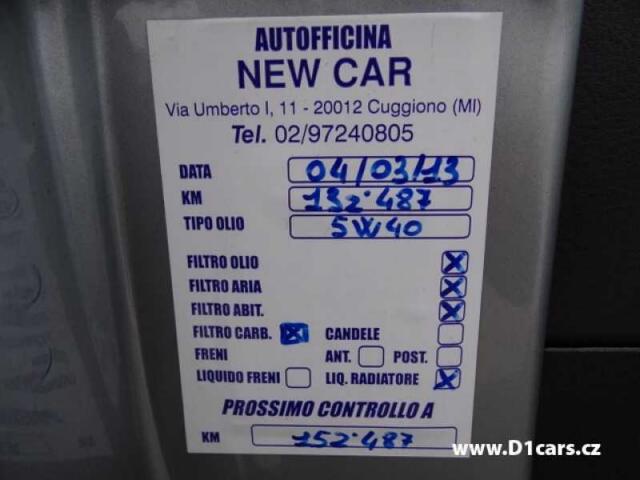 AUTOFFICINA
NEW CAR
Via Umberto I, 11 - 20012 Cuggiono (MI)
Tel. 02/97240805
DATA 04/03/13
KM 132·487
TIPO OLIO 5W40
FILTRO OLIO X
FILTRO ARIA X
FILTRO ABIT. X
FILTRO CARB. X CANDELE
FRENI ANT. POST.
LIQUIDO FRENI LIQ. RADIATORE X
PROSSIMO CONTROLLO A
KM 152·487
www.D1cars.cz